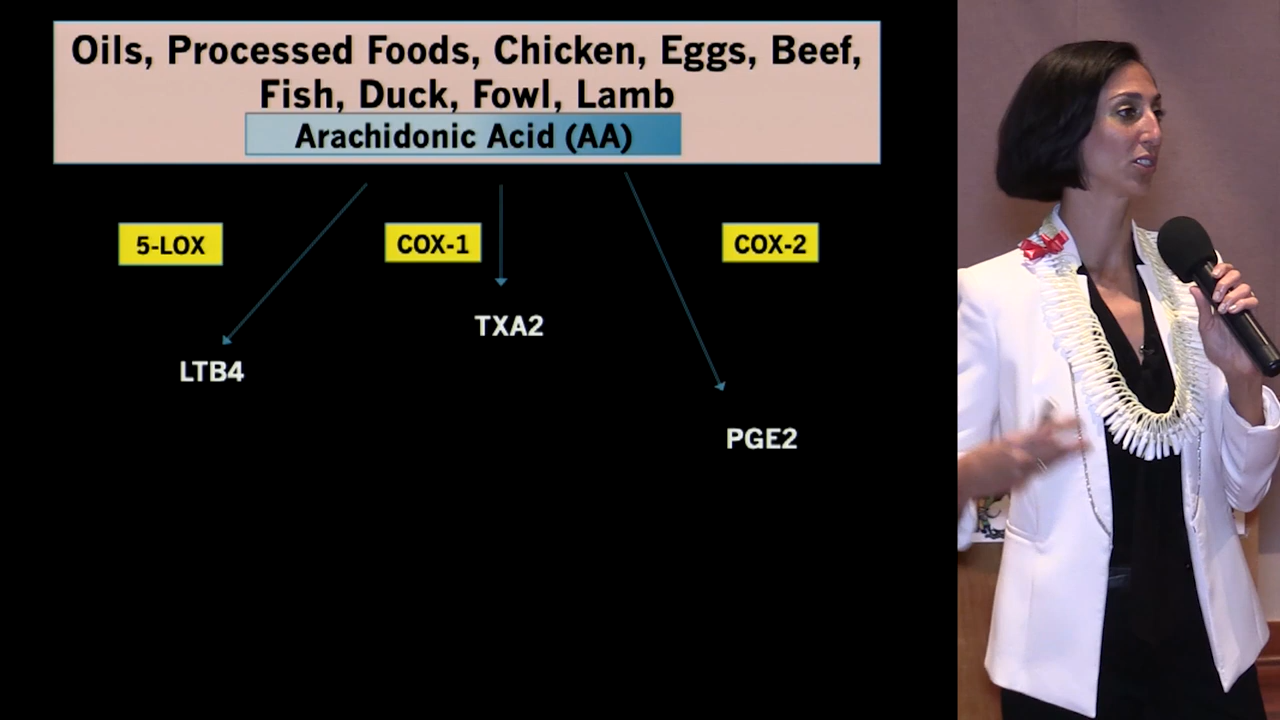 Oils, Processed Foods, Chicken, Eggs, Beef,
Fish, Duck, Fowl, Lamb
Arachidonic Acid (AA)
5-LOX
COX-1
COX-2
TXA2
LTB4
PGE2